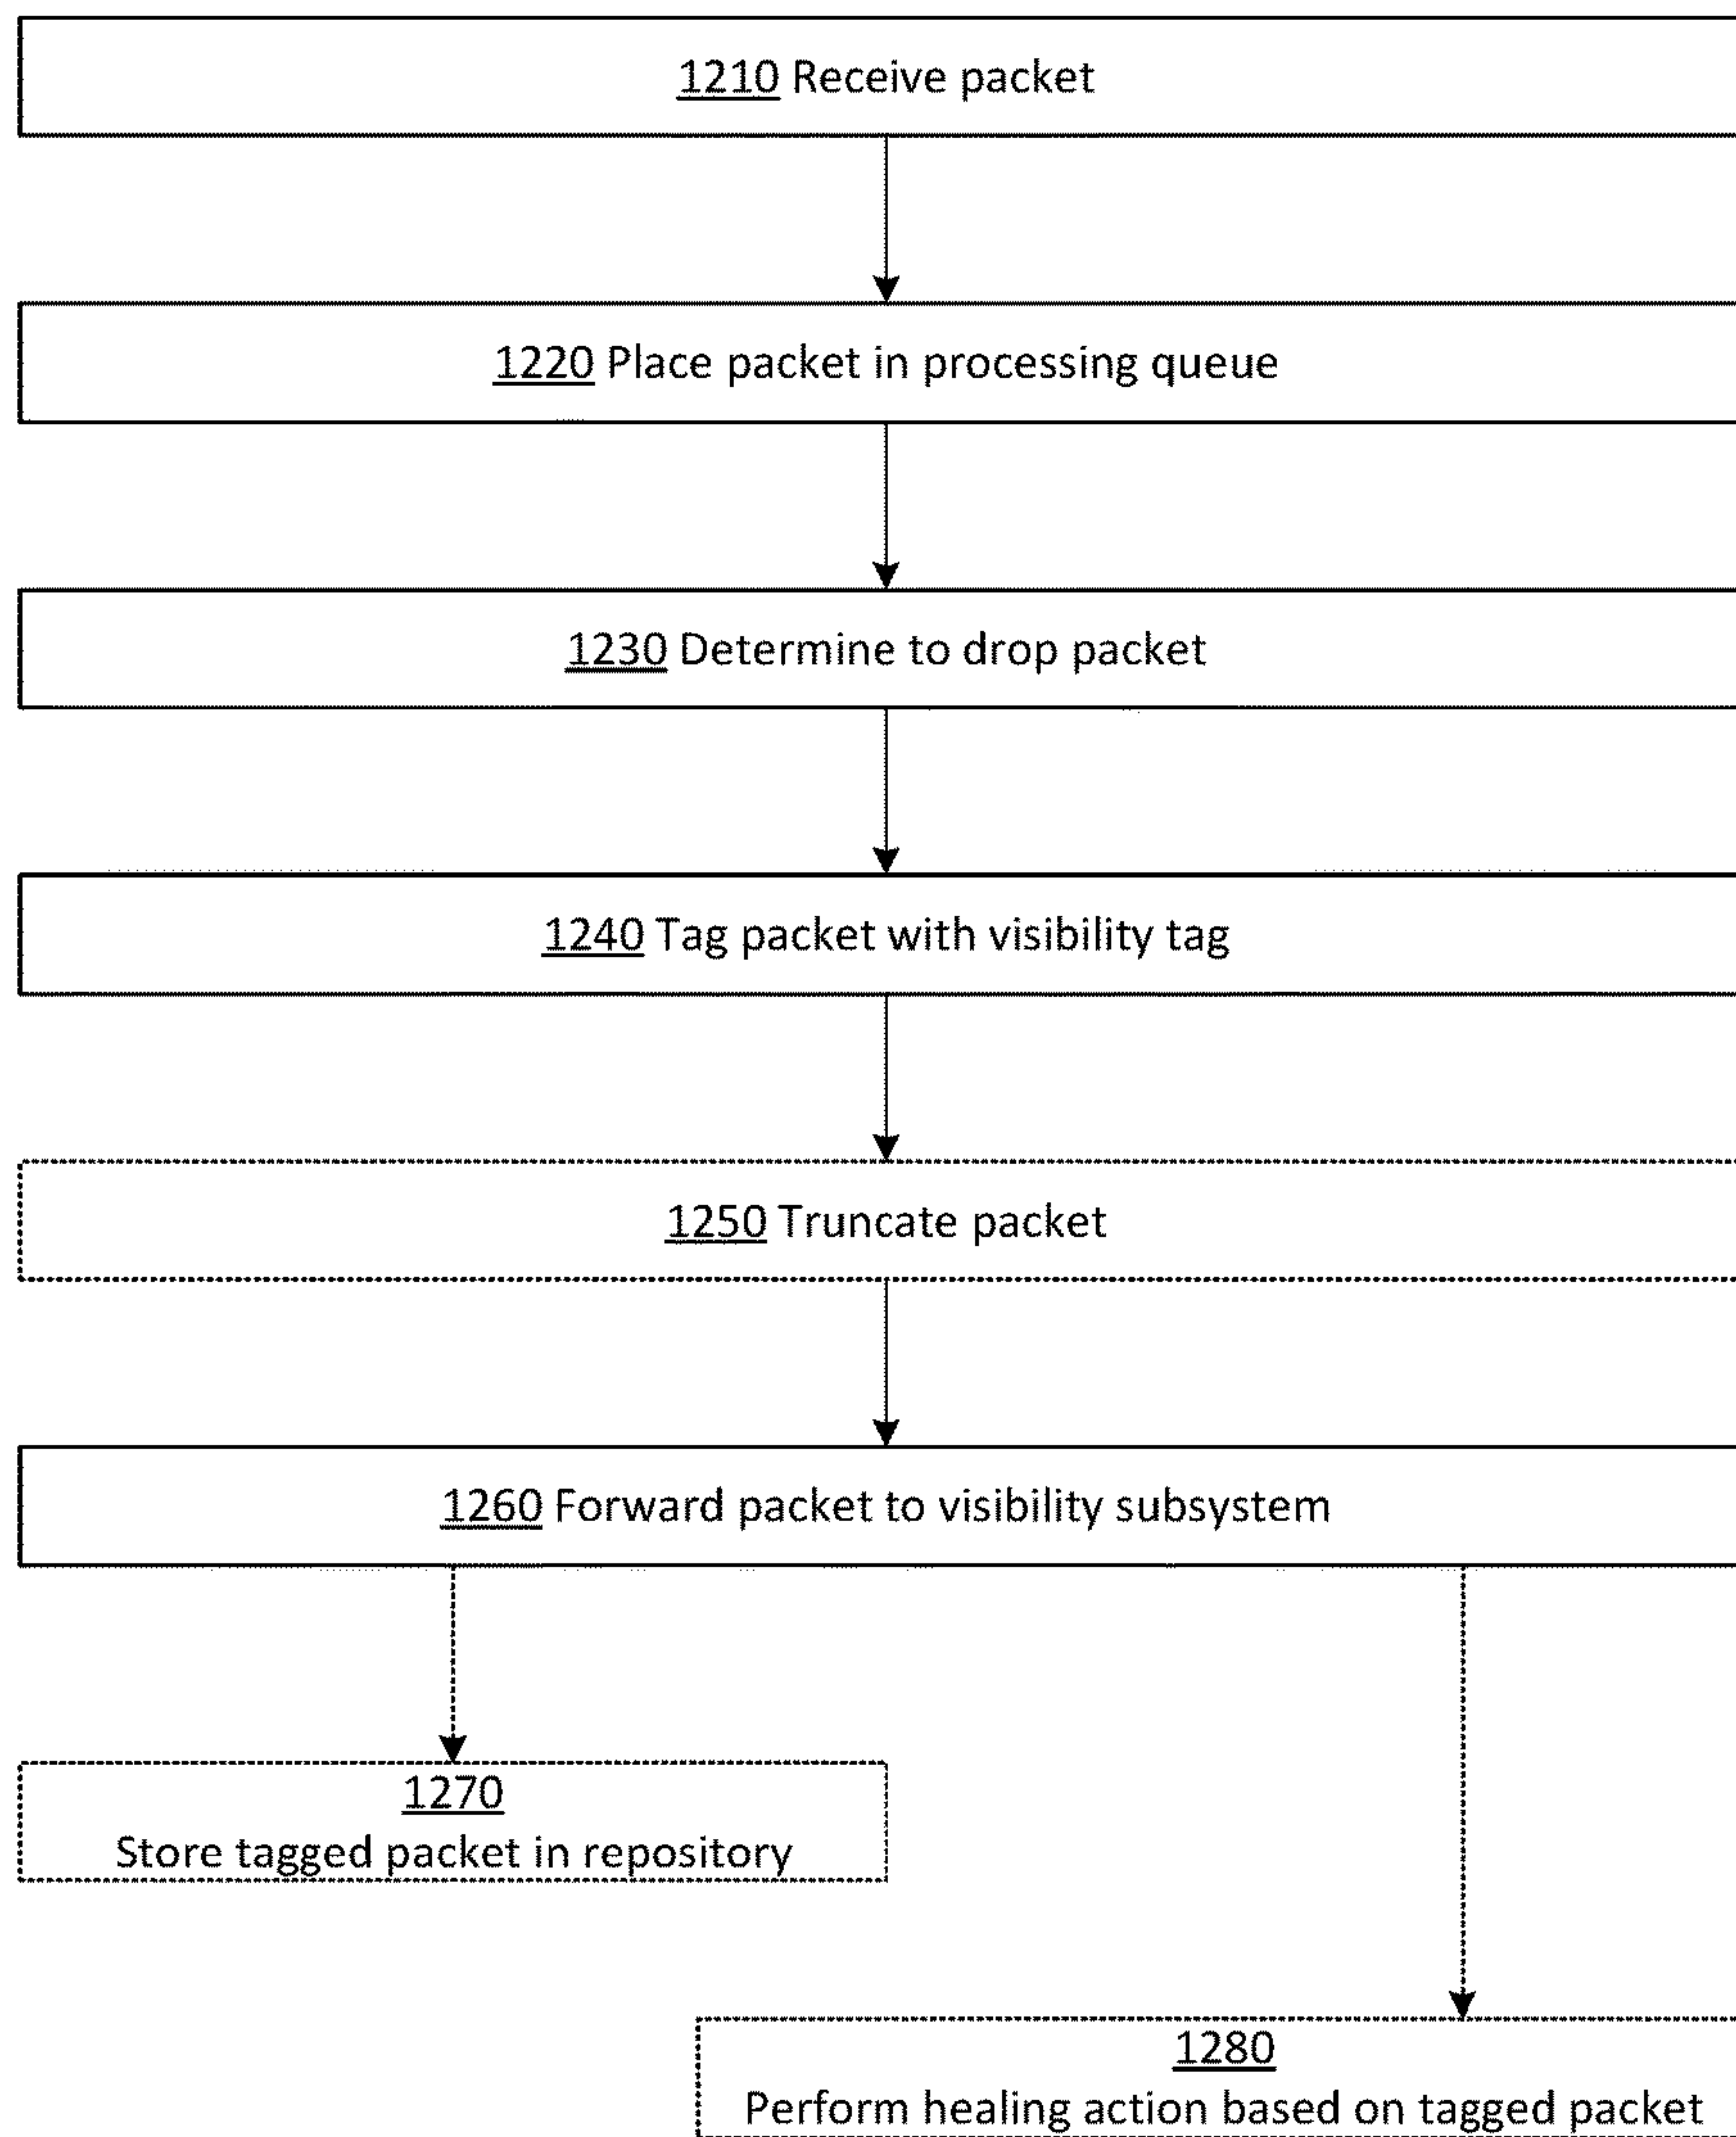 1210 Receive packet
1220 Place packet in processing queue
1230 Determine to drop packet
1240 Tag packet with visibility tag
1250 Truncate packet
1260 Forward packet to visibility subsystem
1270
Store tagged packet in repository
1280
Perform healing action based on tagged packet